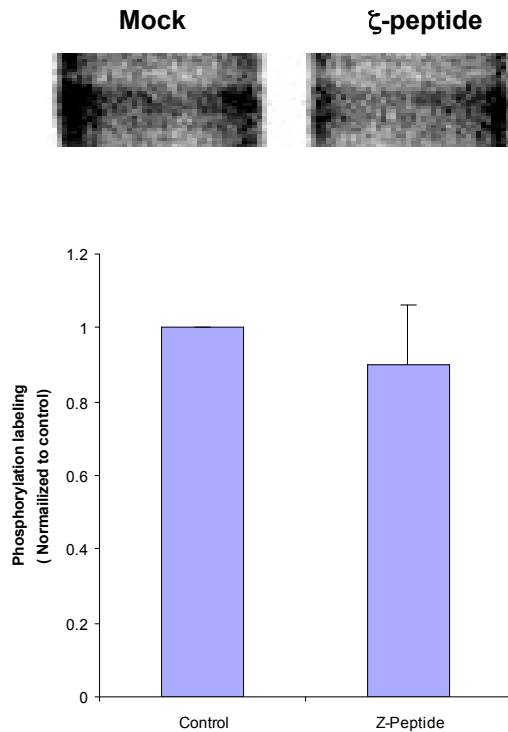 Mock ζ-peptide
1.2
1
0.8
0.6
0.4
0.2
0
Phosphorylation labeling
( Normailized to control)
Control Z-Peptide